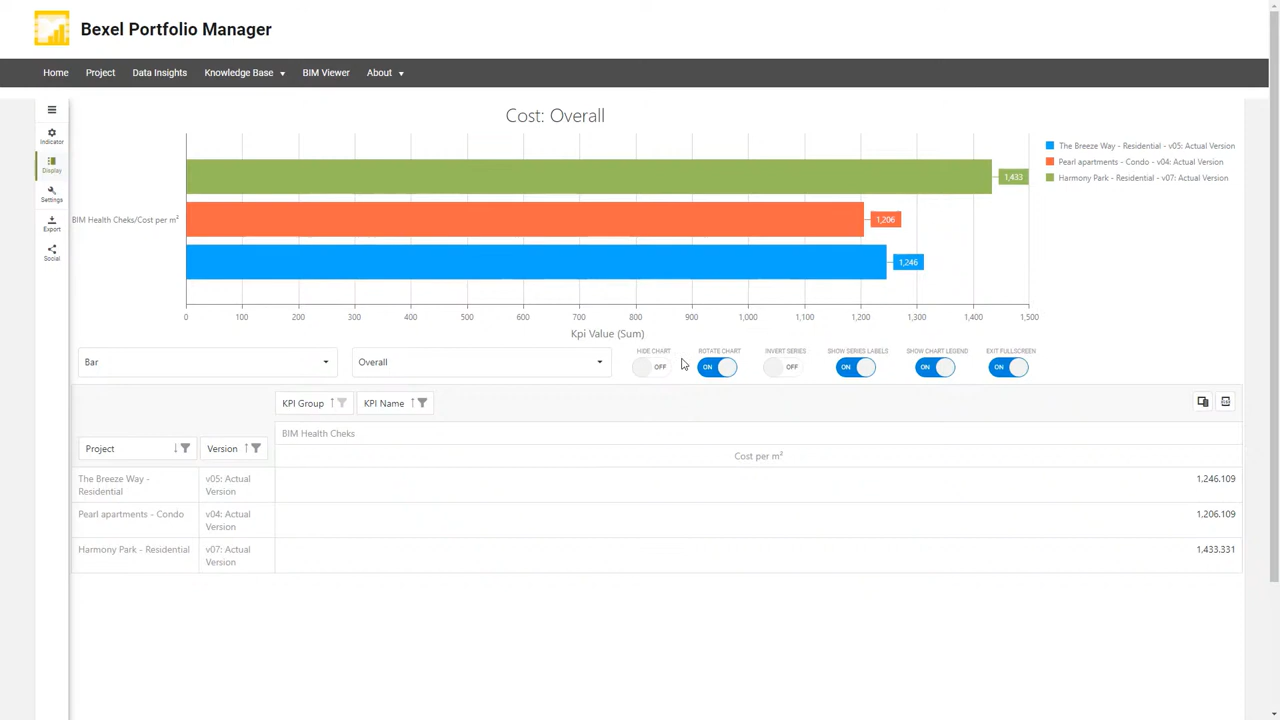 Bexel Portfolio Manager
Home Project Data Insights Knowledge Base BIM Viewer About
Cost: Overall
Indicator
Display
Settings
Export
Social
The Breeze Way - Residential - v05: Actual Version
Pearl apartments - Condo - v04: Actual Version
Harmony Park - Residential - v07: Actual Version
1,433
BIM Health Cheks/Cost per m²
1,206
1,246
0 100 200 300 400 500 600 700 800 900 1,000 1,100 1,200 1,300 1,400 1,500
Kpi Value (Sum)
HIDE CHART ROTATE CHART INVERT SERIES SHOW SERIES LABELS SHOW CHART LEGEND EXIT FULLSCREEN
Bar Overall OFF ON OFF ON ON ON
KPI Group KPI Name
BIM Health Cheks
Project Version
Cost per m²
The Breeze Way -
Residential
v05: Actual
Version
1,246.109
Pearl apartments - Condo
v04: Actual
Version
1,206.109
Harmony Park - Residential
v07: Actual
Version
1,433.331